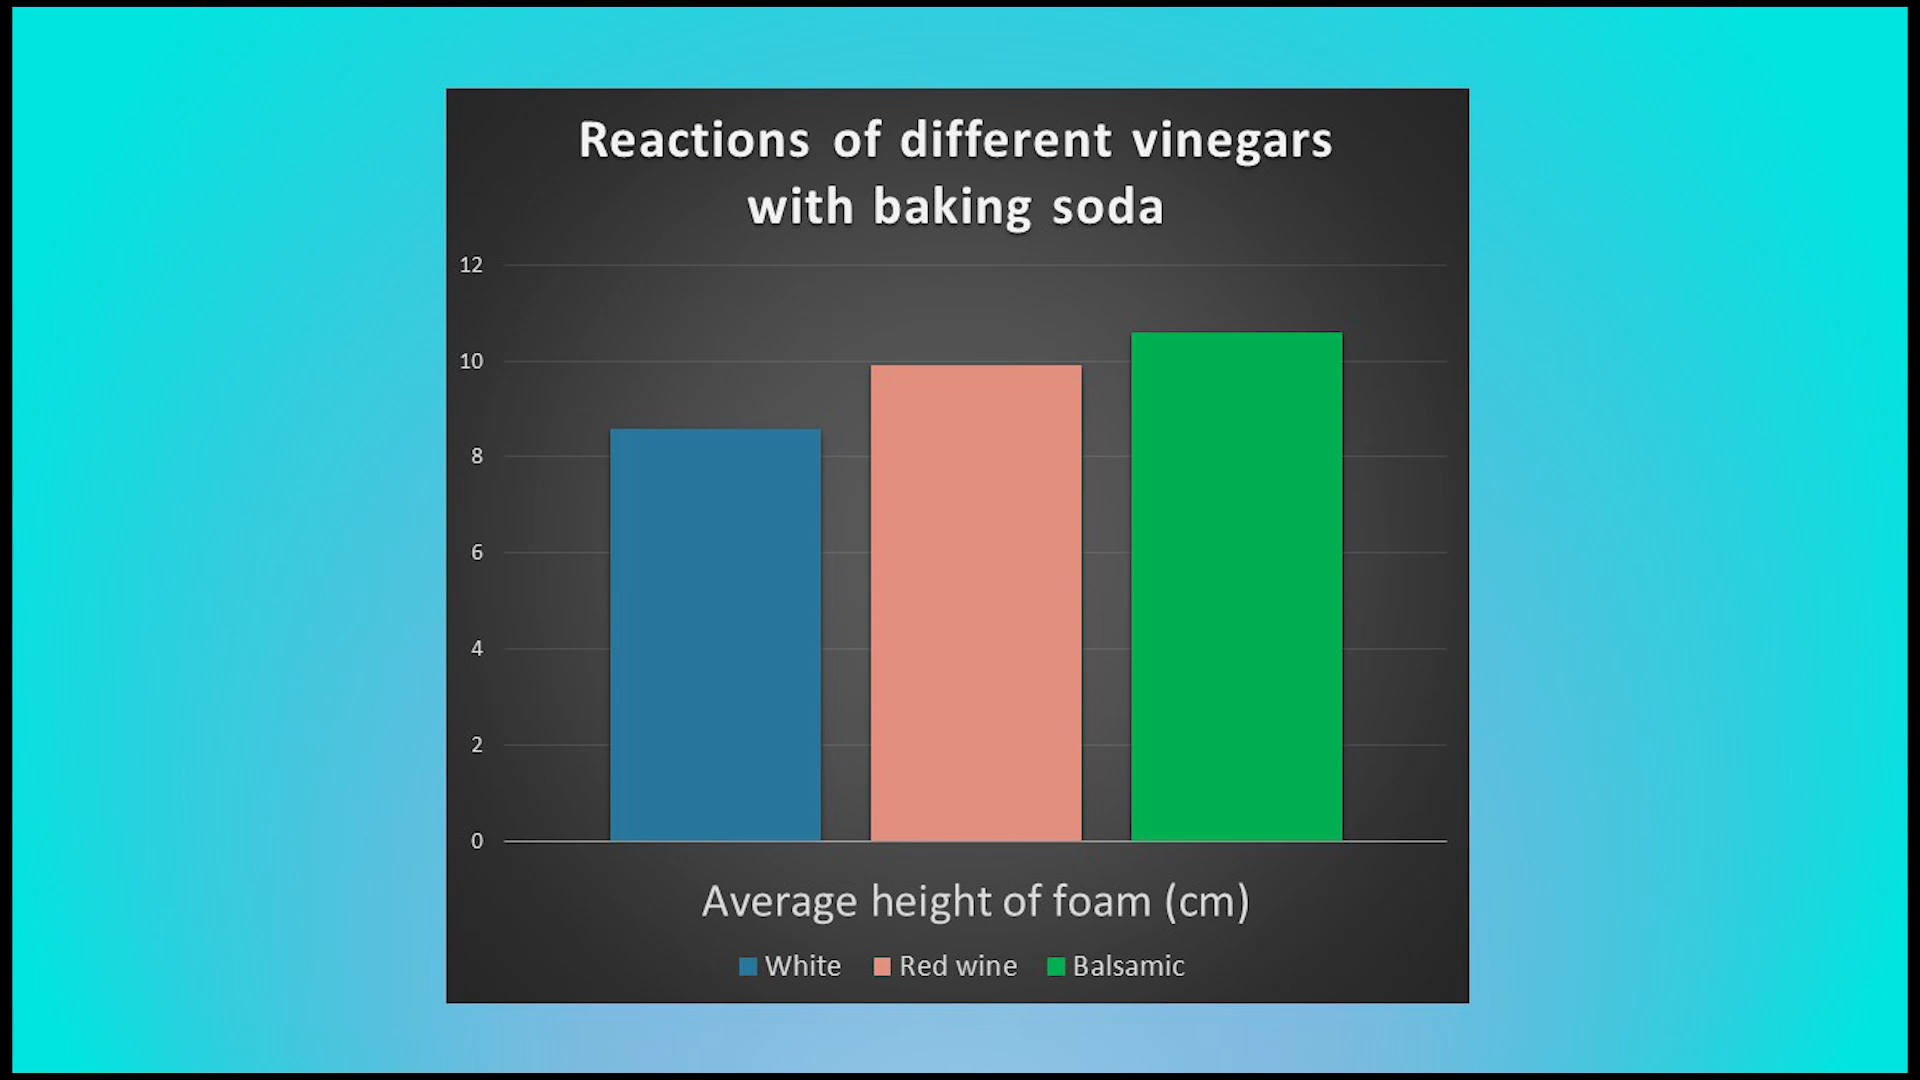 Reactions of different vinegars
with baking soda
12
10
8
6
4
2
0
Average height of foam (cm)
White Red wine Balsamic